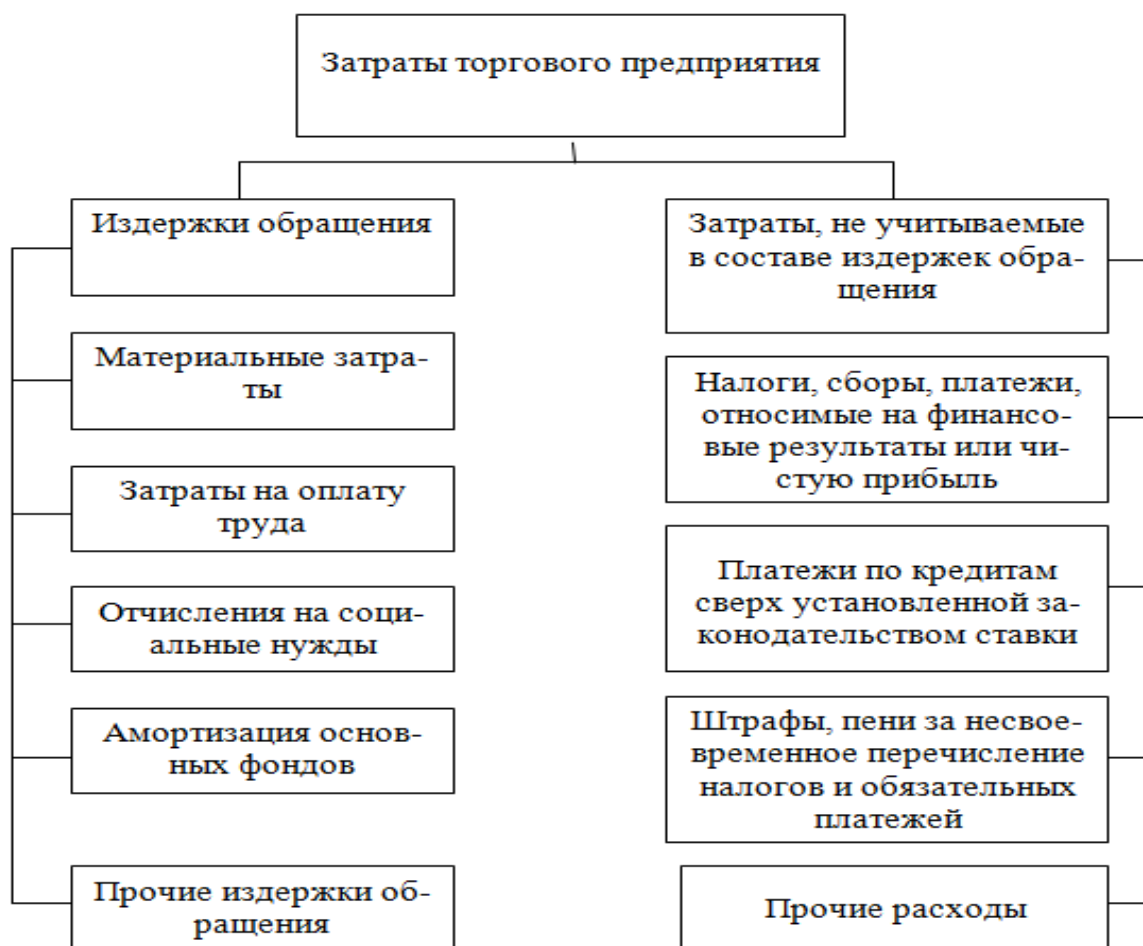 Затраты торгового предприятия
Издержки обращения
Материальные затра-
ты
Затраты на оплату
труда
Отчисления на соци-
альные нужды
Амортизация основ-
ных фондов
Прочие издержки об-
ращения
Затраты, не учитываемые
в составе издержек обра-
щения
Налоги, сборы, платежи,
относимые на финансо-
вые результаты или чи-
стую прибыль
Платежи по кредитам
сверх установленной за-
конодательством ставки
Штрафы, пени за несвое-
временное перечисление
налогов и обязательных
платежей
Прочие расходы